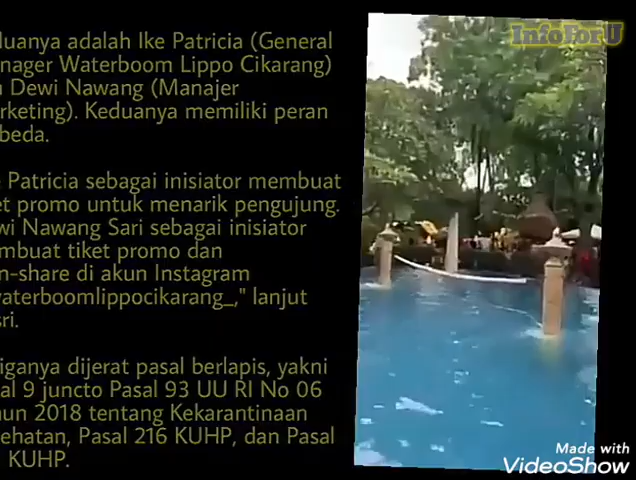 duanya adalah Ike Patricia (General
nager Waterboom Lippo Cikarang)
Dewi Nawang (Manajer
rketing). Keduanya memiliki peran
beda.
Patricia sebagai inisiator membuat
et promo untuk menarik pengujung.
wi Nawang Sari sebagai inisiator
mbuat tiket promo dan
n-share di akun Instagram
waterboomlippocikarang_," lanjut
sri.
iganya dijerat pasal berlapis, yakni
al 9 juncto Pasal 93 UU RI No 06
hun 2018 tentang Kekarantinaan
sehatan, Pasal 216 KUHP, dan Pasal
KUHP.
InfoForU
Made with
VideoShow